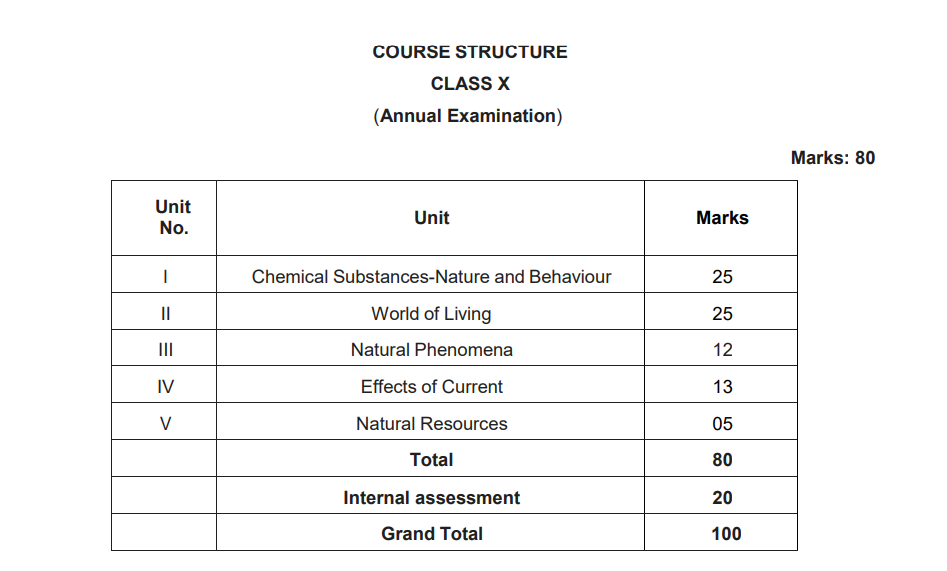 COURSE STRUCTURE
CLASS X
(Annual Examination)
Marks: 80
Unit No. Unit Marks
I Chemical Substances-Nature and Behaviour 25
II World of Living 25
III Natural Phenomena 12
IV Effects of Current 13
V Natural Resources 05
Total 80
Internal assessment 20
Grand Total 100